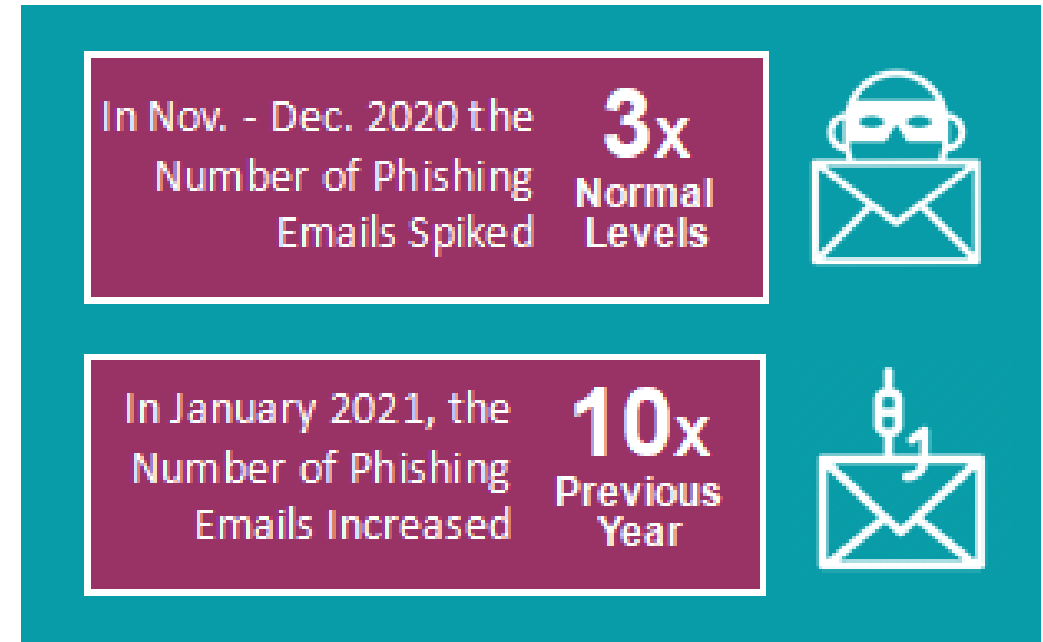 In Nov. - Dec. 2020 the
Number of Phishing
Emails Spiked
3x
Normal
Levels
In January 2021, the
Number of Phishing
Emails Increased
10x
Previous
Year